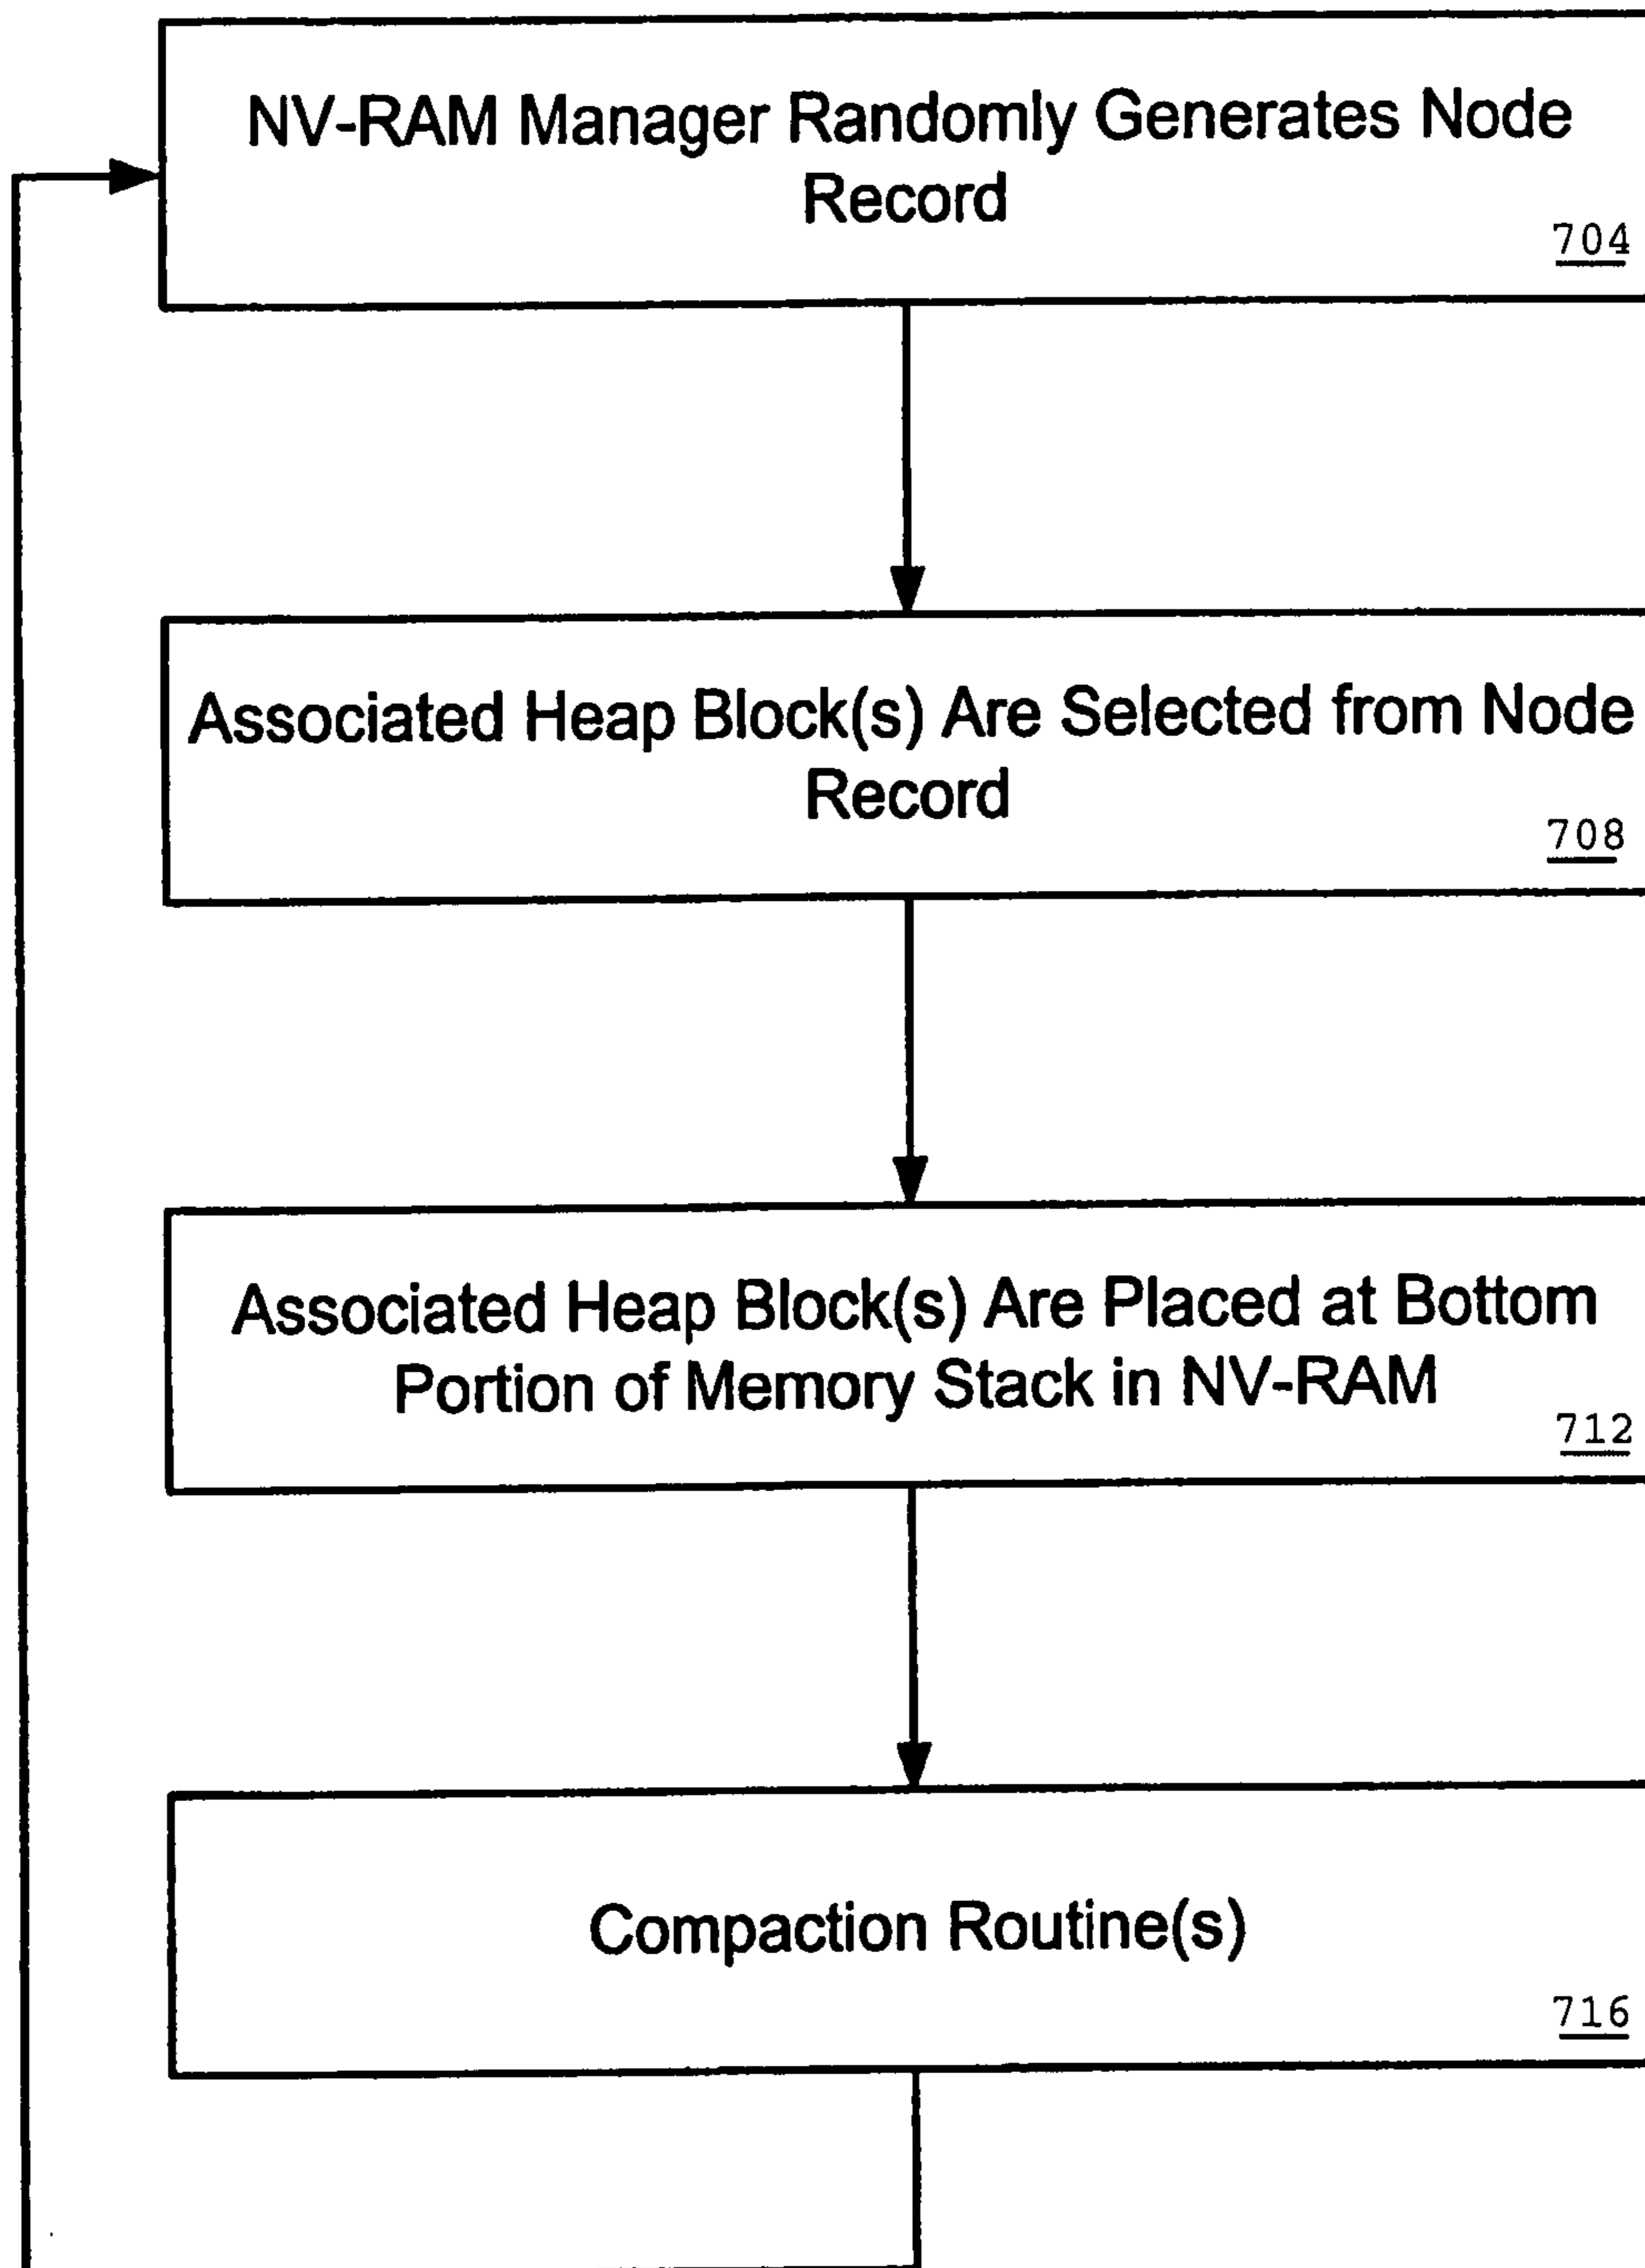 NV-RAM Manager Randomly Generates Node
Record
704
Associated Heap Block(s) Are Selected from Node
Record
708
Associated Heap Block(s) Are Placed at Bottom
Portion of Memory Stack in NV-RAM
712
Compaction Routine(s)
716